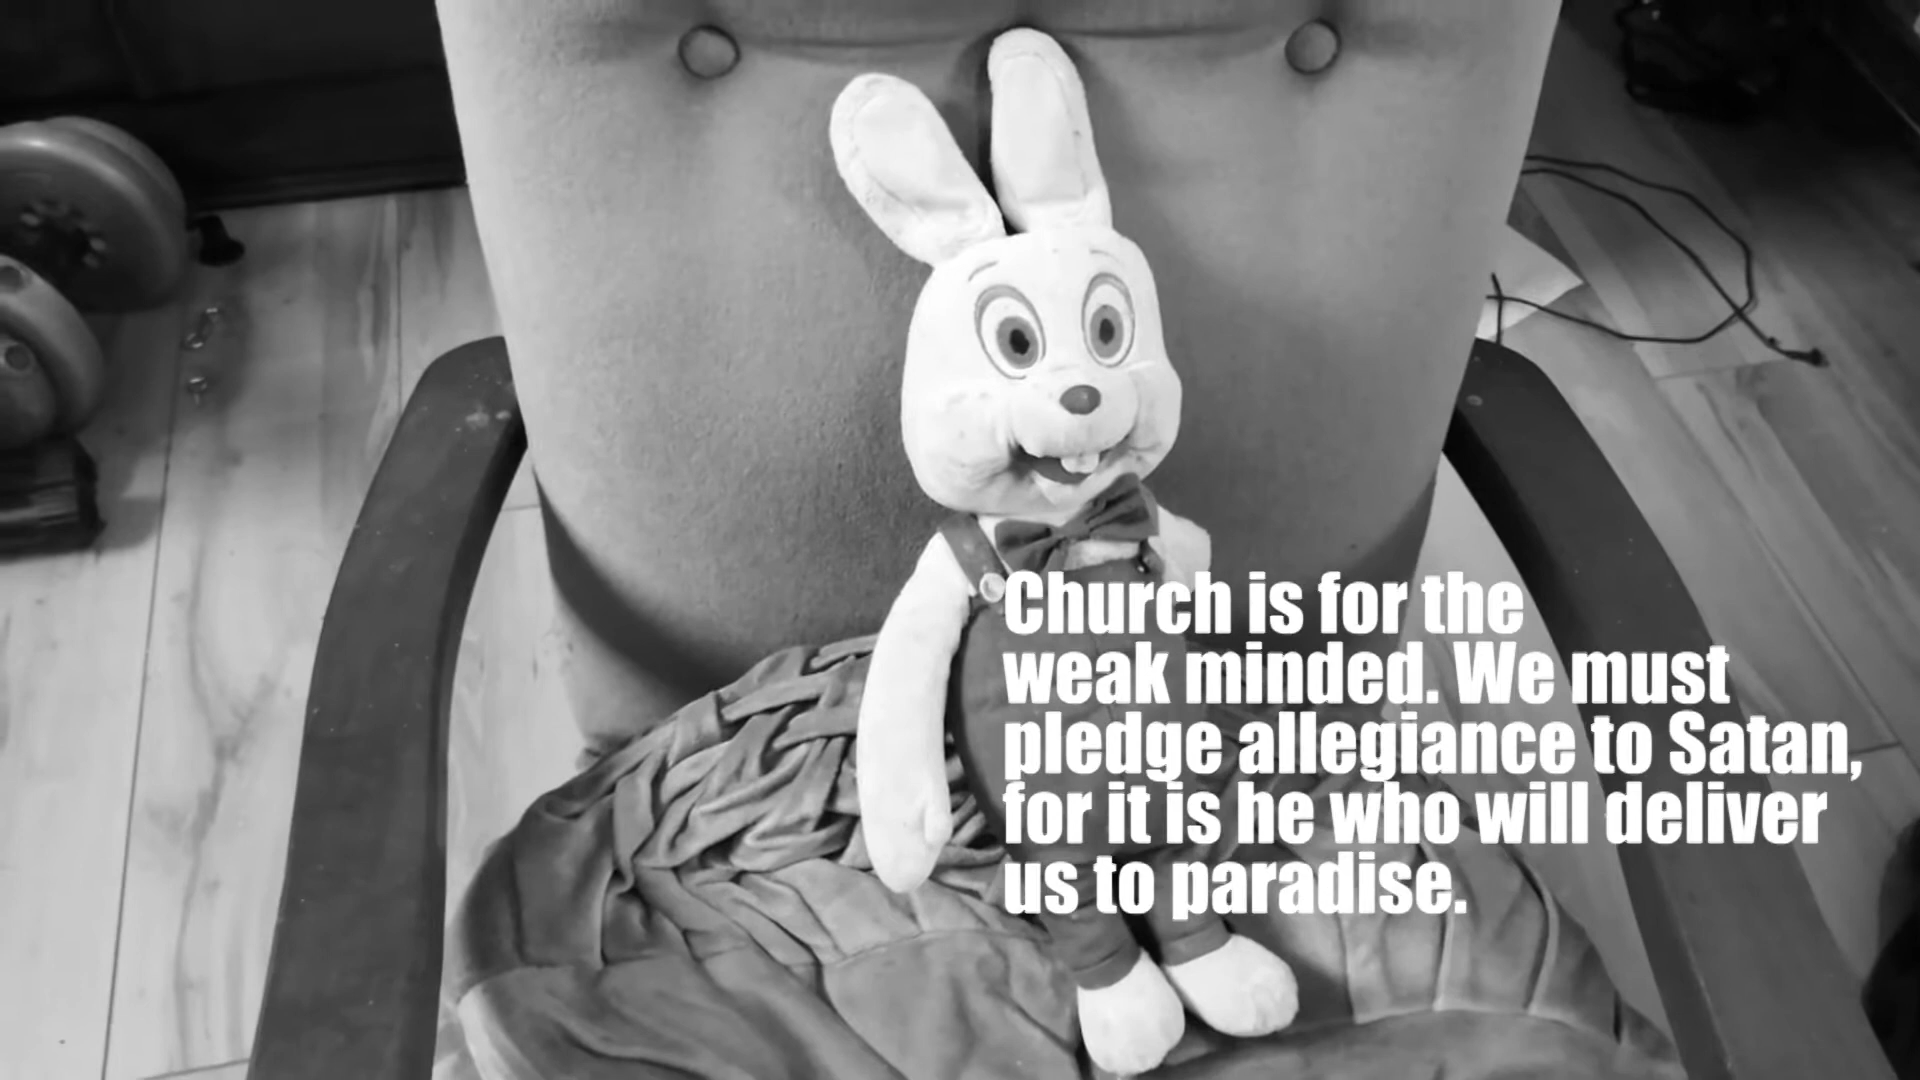 Church is for the
weak minded. We must
pledge allegiance to Satan,
for it is he who will deliver
us to paradise.